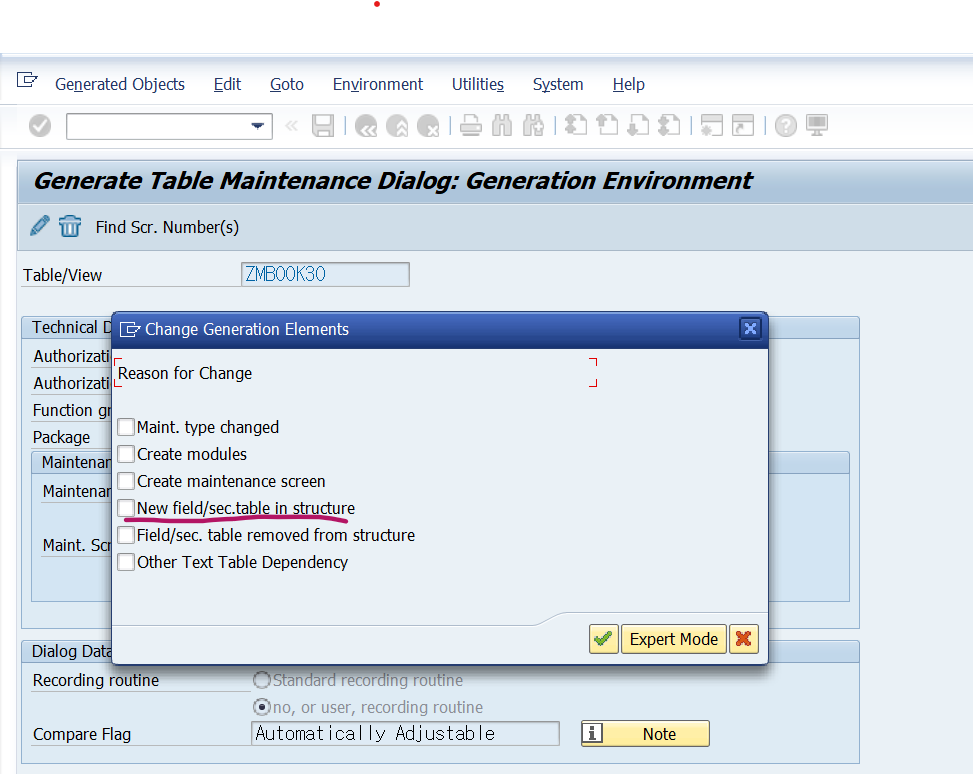 Generated Objects Edit Goto Environment Utilities System Help
Generate Table Maintenance Dialog: Generation Environment
Find Scr. Number(s)
Table/View ZMBOOK30
Technical D
Change Generation Elements
Authorizati
Reason for Change
Authorizati
Function gr
Maint. type changed
Package
Create modules
Maintenan
Create maintenance screen
Maintenan
New field/sec.table in structure
Field/sec. table removed from structure
Maint. Scr
Other Text Table Dependency
Expert Mode
Dialog Data
Recording routine Standard recording routine
no, or user, recording routine
Compare Flag Automatically Adjustable Note